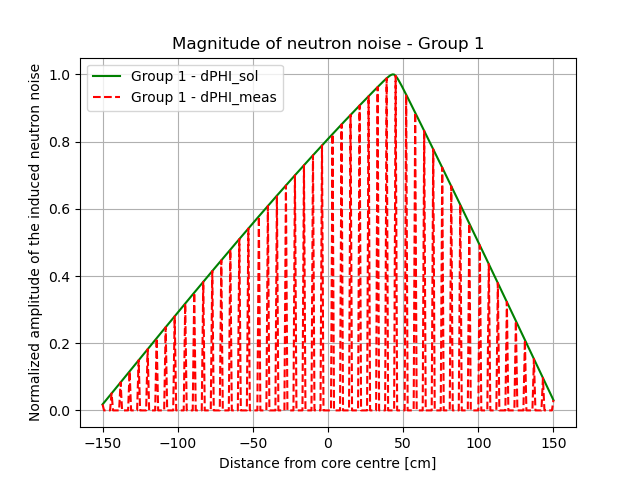 Magnitude of neutron noise - Group 1
Group 1 - dPHI_sol
Group 1 - dPHI_meas
Normalized amplitude of the induced neutron noise
1.0
0.8
0.6
0.4
0.2
0.0
−150 −100 −50 0 50 100 150
Distance from core centre [cm]